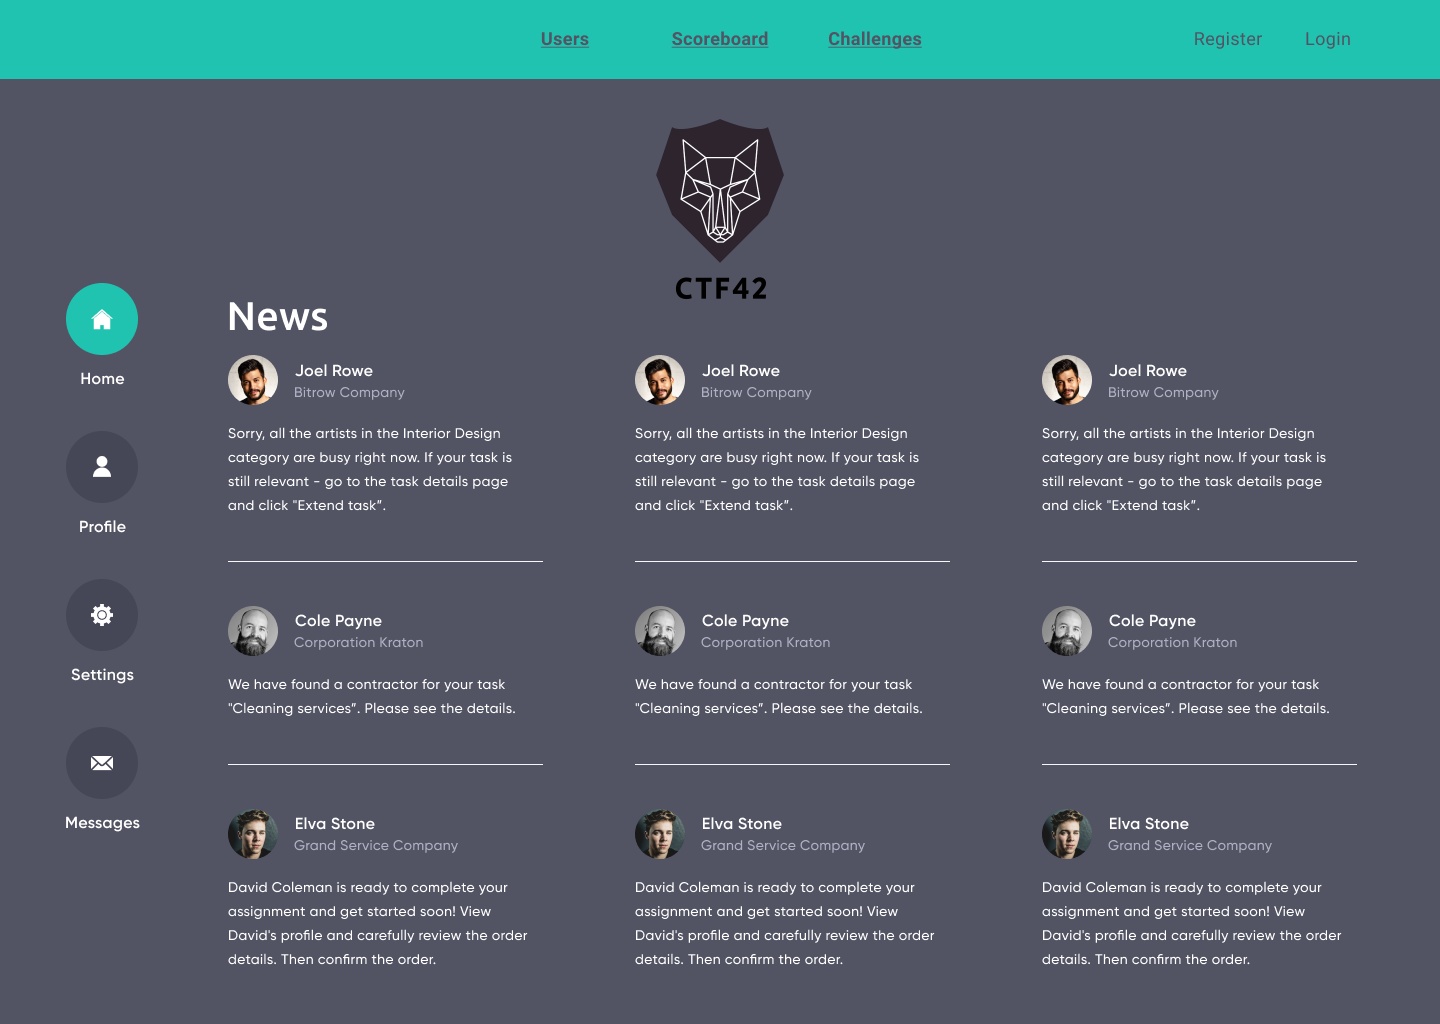 Users Scoreboard Challenges Register Login
CTF42
News
Home
Profile
Settings
Messages
Joel Rowe
Bitrow Company
Sorry, all the artists in the Interior Design
category are busy right now. If your task is
still relevant - go to the task details page
and click "Extend task”.
Cole Payne
Corporation Kraton
We have found a contractor for your task
"Cleaning services”. Please see the details.
Elva Stone
Grand Service Company
David Coleman is ready to complete your
assignment and get started soon! View
David's profile and carefully review the order
details. Then confirm the order.
Joel Rowe
Bitrow Company
Sorry, all the artists in the Interior Design
category are busy right now. If your task is
still relevant - go to the task details page
and click "Extend task”.
Cole Payne
Corporation Kraton
We have found a contractor for your task
"Cleaning services”. Please see the details.
Elva Stone
Grand Service Company
David Coleman is ready to complete your
assignment and get started soon! View
David's profile and carefully review the order
details. Then confirm the order.
Joel Rowe
Bitrow Company
Sorry, all the artists in the Interior Design
category are busy right now. If your task is
still relevant - go to the task details page
and click "Extend task”.
Cole Payne
Corporation Kraton
We have found a contractor for your task
"Cleaning services”. Please see the details.
Elva Stone
Grand Service Company
David Coleman is ready to complete your
assignment and get started soon! View
David's profile and carefully review the order
details. Then confirm the order.